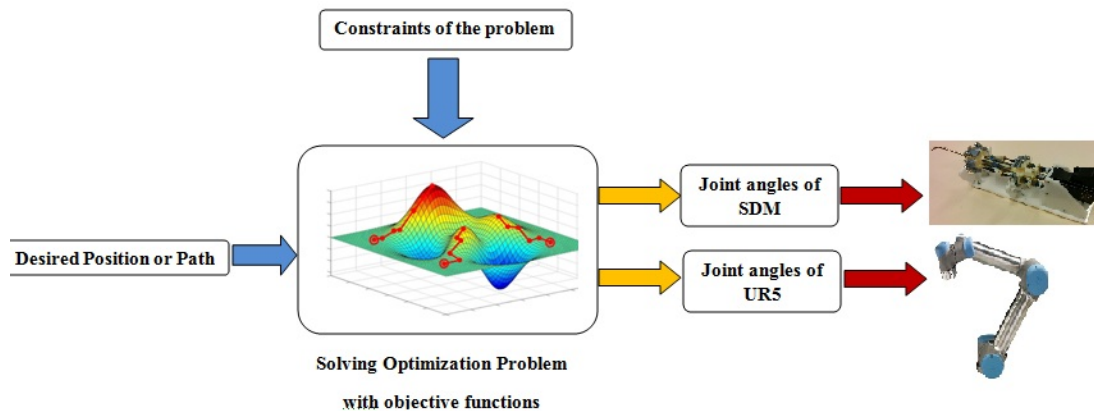 Constraints of the problem
Desired Position or Path
Joint angles of
SDM
Joint angles of
UR5
Solving Optimization Problem
with objective functions